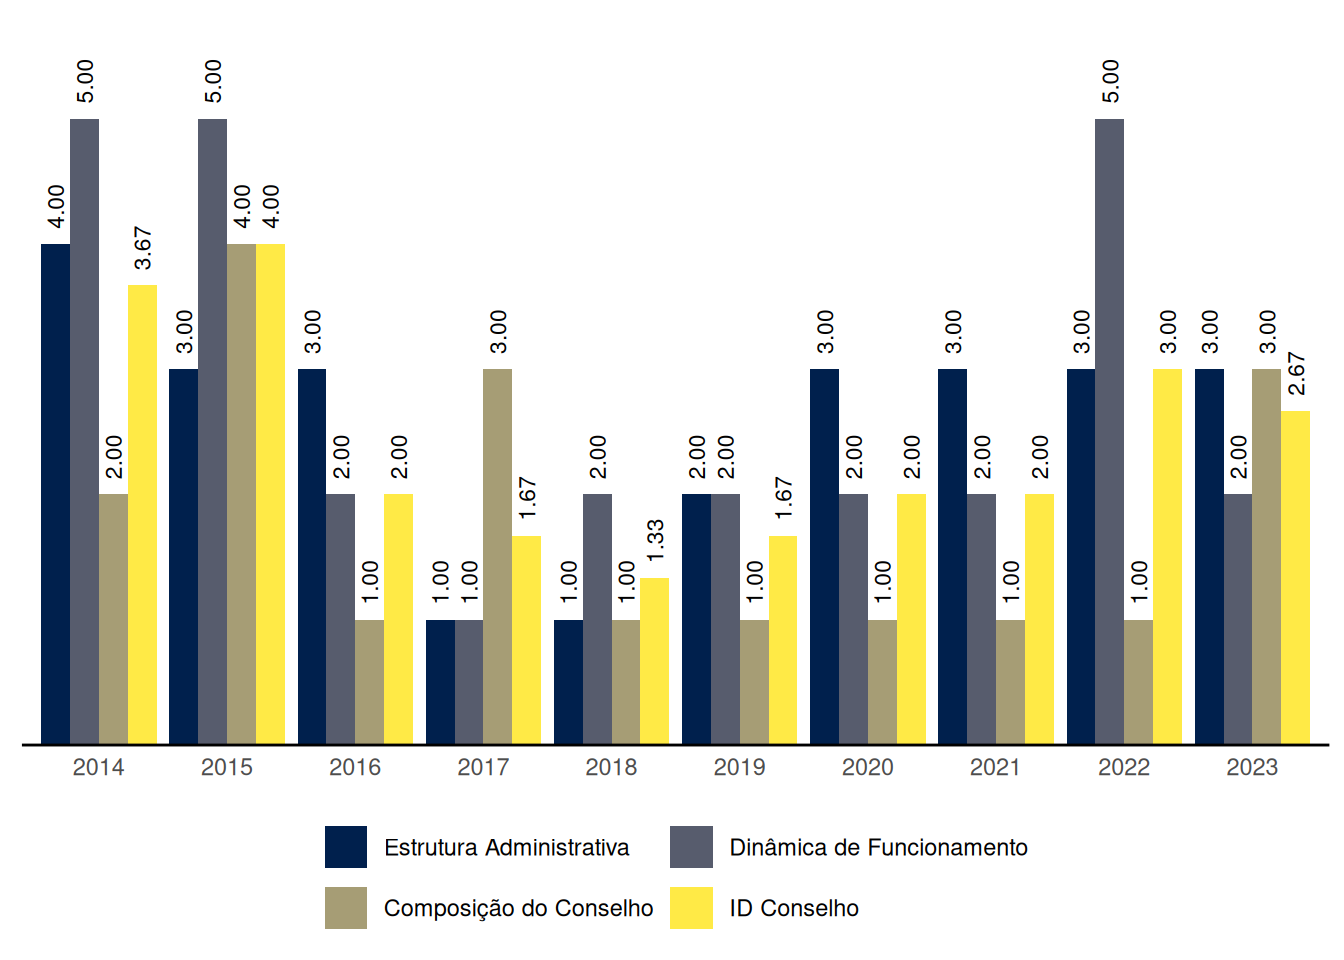 5.00 5.00 5.00
4.00 4.00 4.00
3.67
3.00 3.00 3.00 3.00 3.00 3.00 3.00 3.00 3.00
2.67
2.00 2.00 2.00 2.00 2.00 2.00 2.00 2.00 2.00 2.00 2.00
1.67 1.67
1.33
1.00 1.00 1.00 1.00 1.00 1.00 1.00 1.00 1.00
2014 2015 2016 2017 2018 2019 2020 2021 2022 2023
Estrutura Administrativa Dinâmica de Funcionamento
Composição do Conselho ID Conselho